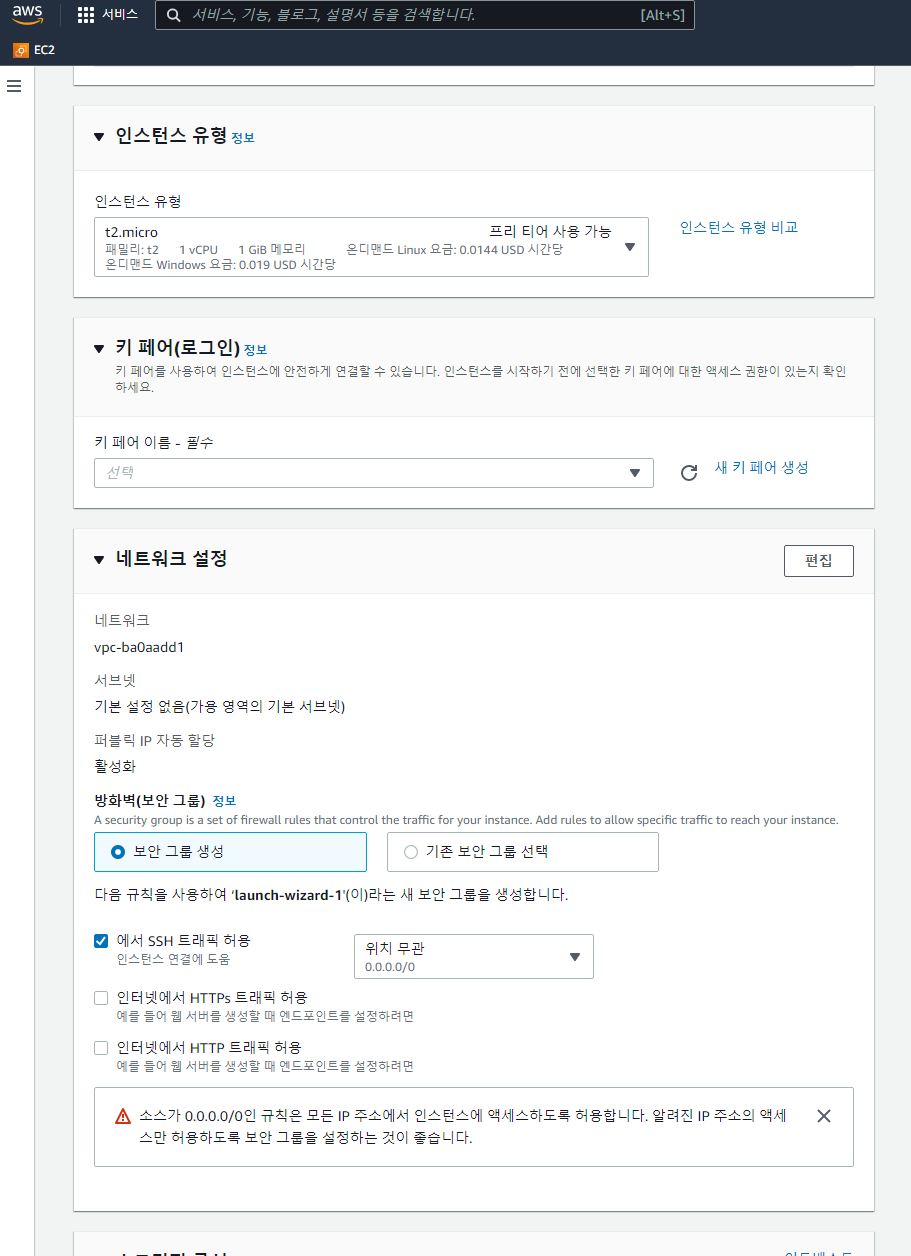 aws
서비스
서비스, 기능, 블로그, 설명서 등을 검색합니다.
[Alt+S]
EC2
인스턴스 유형 정보
인스턴스 유형
t2.micro
프리 티어 사용 가능
패밀리: t2 1 vCPU 1 GiB 메모리 온디맨드 Linux 요금: 0.0144 USD 시간당
온디맨드 Windows 요금: 0.019 USD 시간당
인스턴스 유형 비교
키 페어(로그인) 정보
키 페어를 사용하여 인스턴스에 안전하게 연결할 수 있습니다. 인스턴스를 시작하기 전에 선택한 키 페어에 대한 액세스 권한이 있는지 확인
하세요.
키 페어 이름 - 필수
선택
새 키 페어 생성
네트워크 설정
편집
네트워크
vpc-ba0aadd1
서브넷
기본 설정 없음(가용 영역의 기본 서브넷)
퍼블릭 IP 자동 할당
활성화
방화벽(보안 그룹) 정보
A security group is a set of firewall rules that control the traffic for your instance. Add rules to allow specific traffic to reach your instance.
보안 그룹 생성
기존 보안 그룹 선택
다음 규칙을 사용하여 ‘launch-wizard-1'(이)라는 새 보안 그룹을 생성합니다.
에서 SSH 트래픽 허용
인스턴스 연결에 도움
위치 무관
0.0.0.0/0
인터넷에서 HTTPs 트래픽 허용
예를 들어 웹 서버를 생성할 때 엔드포인트를 설정하려면
인터넷에서 HTTP 트래픽 허용
예를 들어 웹 서버를 생성할 때 엔드포인트를 설정하려면
소스가 0.0.0.0/0인 규칙은 모든 IP 주소에서 인스턴스에 액세스하도록 허용합니다. 알려진 IP 주소의 액세
스만 허용하도록 보안 그룹을 설정하는 것이 좋습니다.